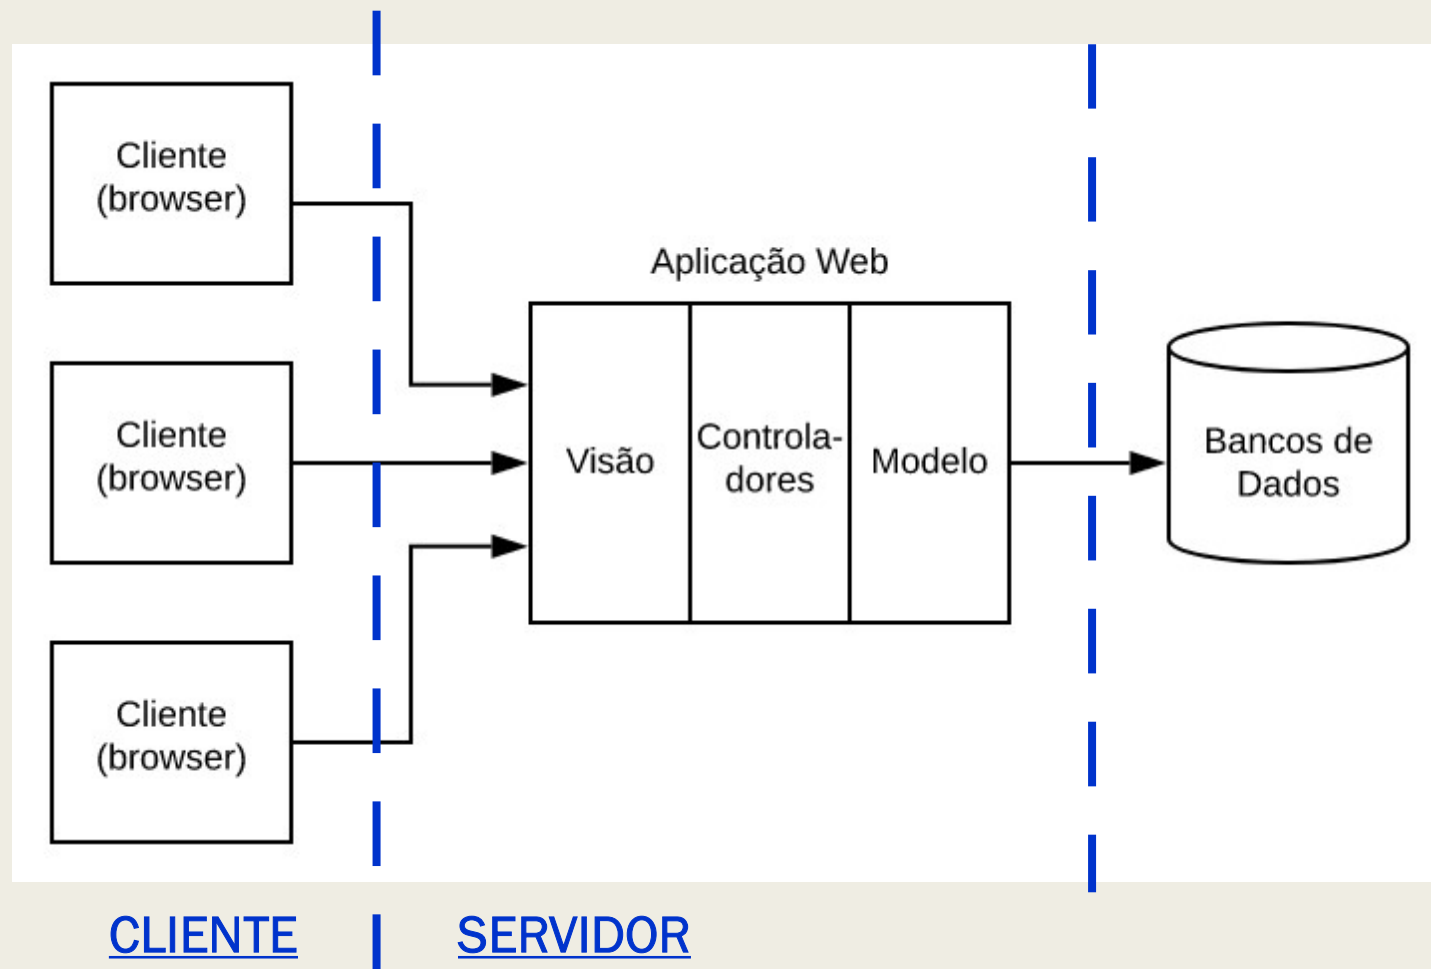 Cliente
(browser)
Cliente
(browser)
Cliente
(browser)
Aplicação Web
Visão
Controla-
dores
Modelo
Bancos de
Dados
CLIENTE
SERVIDOR